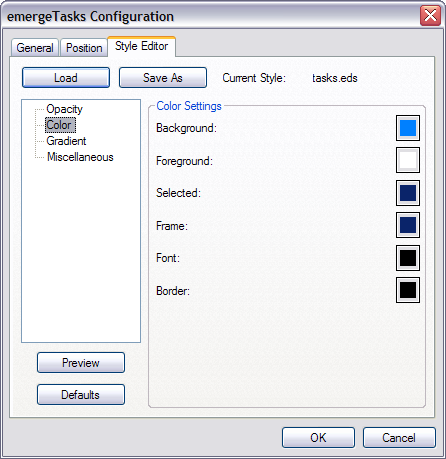 emergeTasks Configuration
General Position Style Editor
Load Save As Current Style: tasks.eds
Opacity
Color
Gradient
Miscellaneous
Color Settings
Background:
Foreground:
Selected:
Frame:
Font:
Border:
Preview
Defaults
OK Cancel